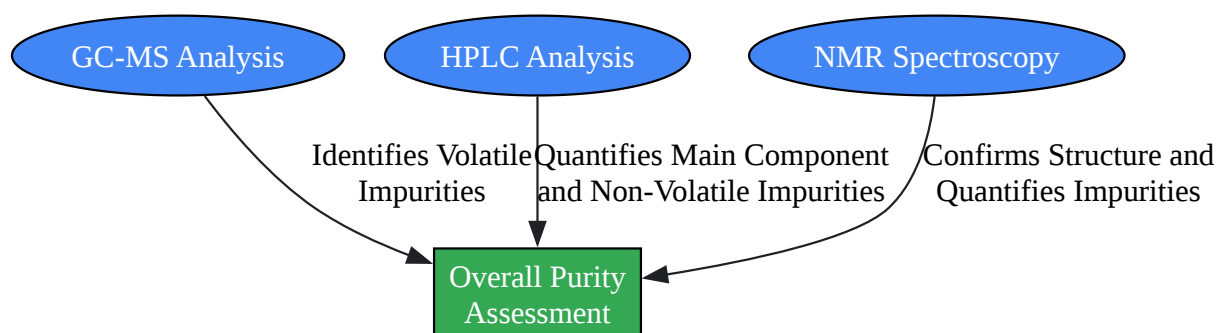 GC-MS Analysis
HPLC Analysis
NMR Spectroscopy
Identifies Volatile
Impurities
Quantifies Main Component
and Non-Volatile Impurities
Confirms Structure and
Quantifies Impurities
Overall Purity
Assessment